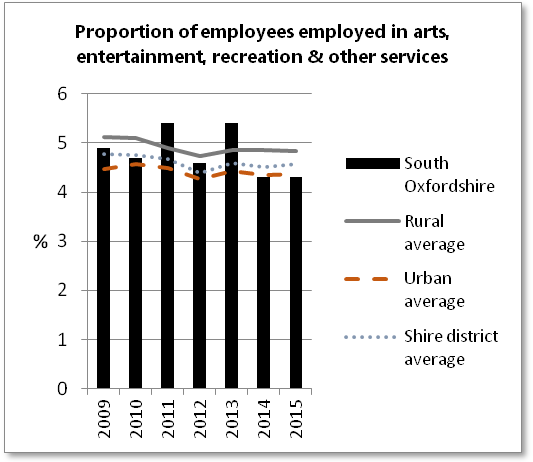 Proportion of employees employed in arts,
entertainment, recreation & other services
6
5
4
%
3
2
1
0
2009
2010
2011
2012
2013
2014
2015
South
Oxfordshire
Rural
average
Urban
average
Shire district
average